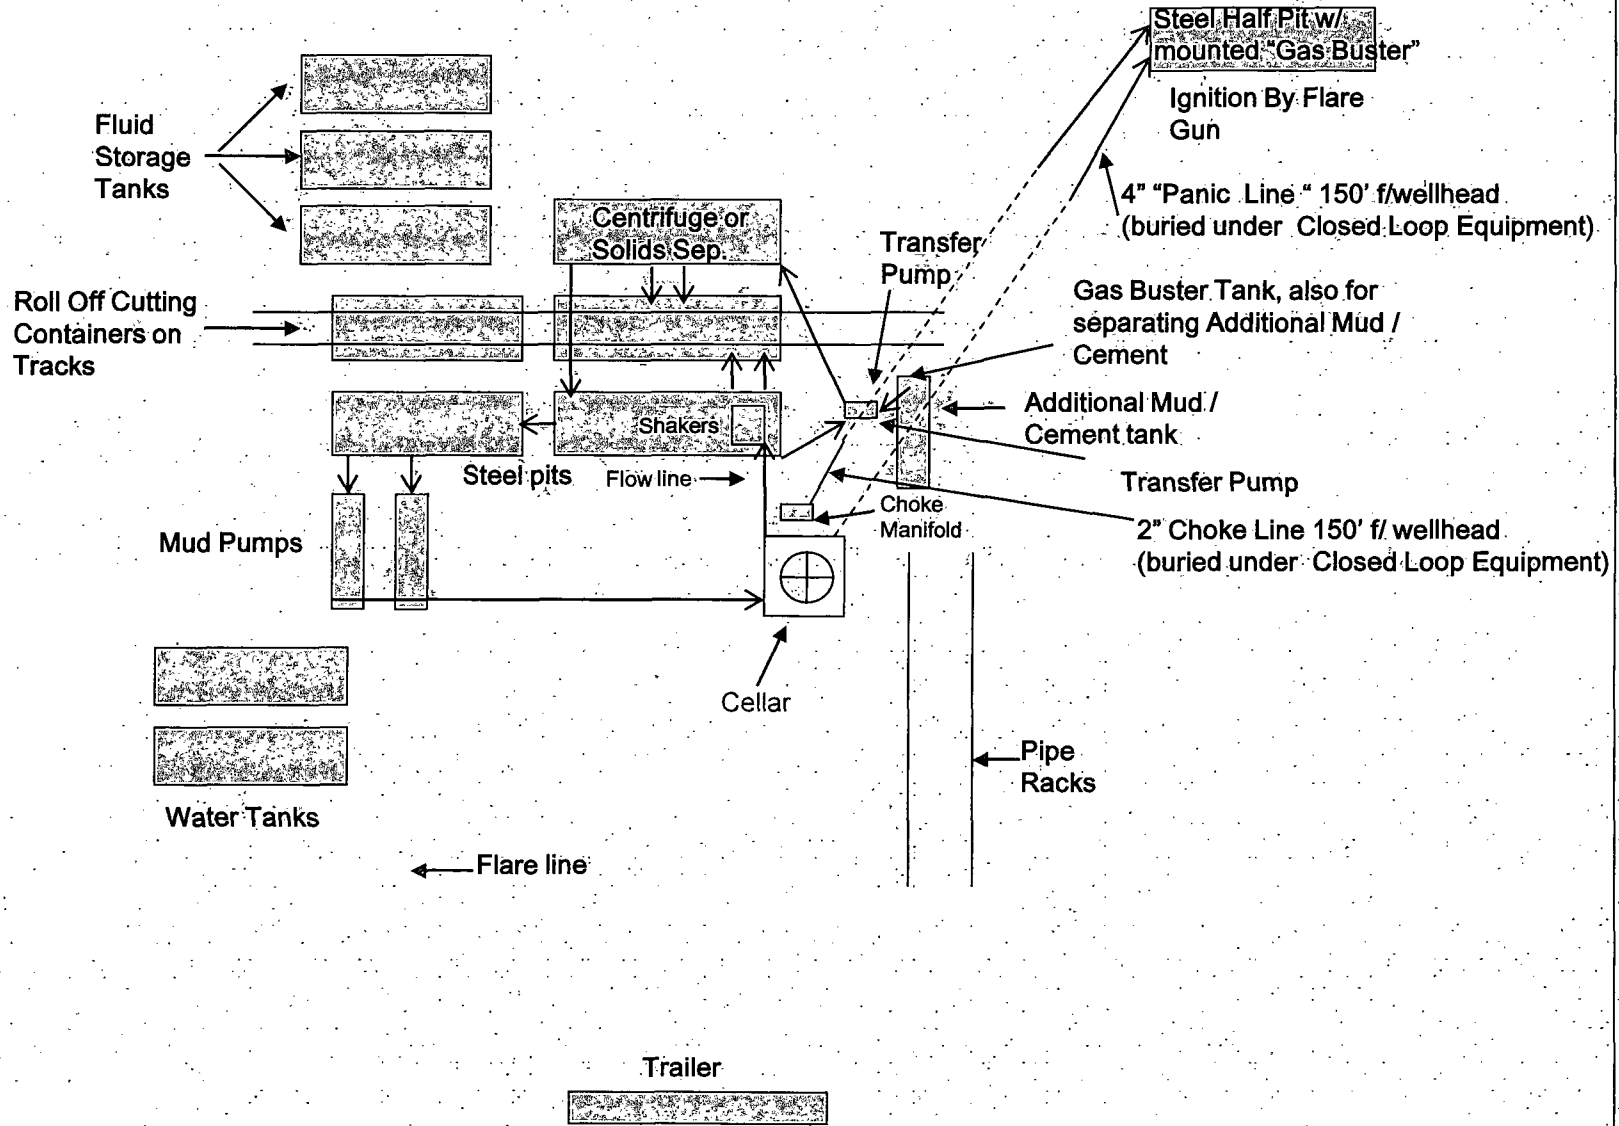 Steel Half Pit w/
mounted “Gas Buster”
Ignition By Flare
Gun
Fluid
Storage
Tanks
4” “Panic Line “ 150’ f/wellhead
(buried under Closed Loop Equipment)
Centrifuge or
Solids Sep.
Transfer
Pump
Roll Off Cutting
Containers on
Tracks
Gas Buster Tank, also for
separating Additional Mud /
Cement
Additional Mud /
Cement tank
Shakers
Steel pits
Flow line
Transfer Pump
Choke
Manifold
2” Choke Line 150’ f/ wellhead
(buried under Closed Loop Equipment)
Mud Pumps
Cellar
Pipe
Racks
Water Tanks
Flare line
Trailer